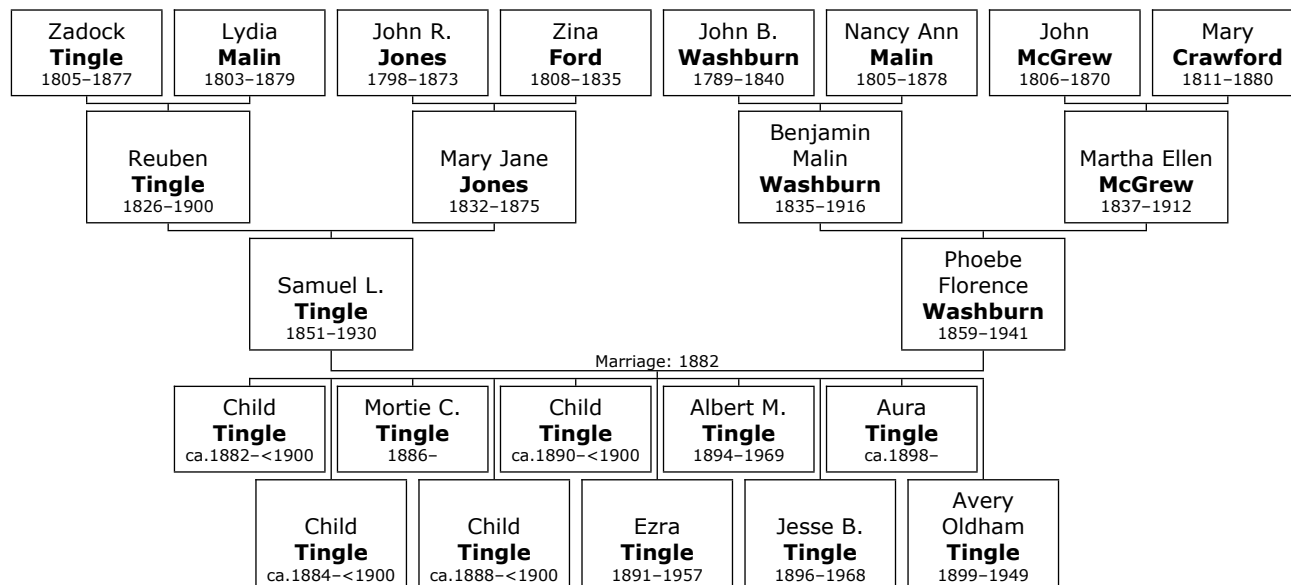 Zadock
Tingle
1805–1877
Lydia
Malin
1803–1879
John R.
Jones
1798–1873
Zina
Ford
1808–1835
John B.
Washburn
1789–1840
Nancy Ann
Malin
1805–1878
John
McGrew
1806–1870
Mary
Crawford
1811–1880
Reuben
Tingle
1826–1900
Mary Jane
Jones
1832–1875
Benjamin
Malin
Washburn
1835–1916
Martha Ellen
McGrew
1837–1912
Samuel L.
Tingle
1851–1930
Phoebe
Florence
Washburn
1859–1941
Marriage: 1882
Child
Tingle
ca.1882–<1900
Mortie C.
Tingle
1886–
Child
Tingle
ca.1890–<1900
Albert M.
Tingle
1894–1969
Aura
Tingle
ca.1898–
Child
Tingle
ca.1884–<1900
Child
Tingle
ca.1888–<1900
Ezra
Tingle
1891–1957
Jesse B.
Tingle
1896–1968
Avery
Oldham
Tingle
1899–1949